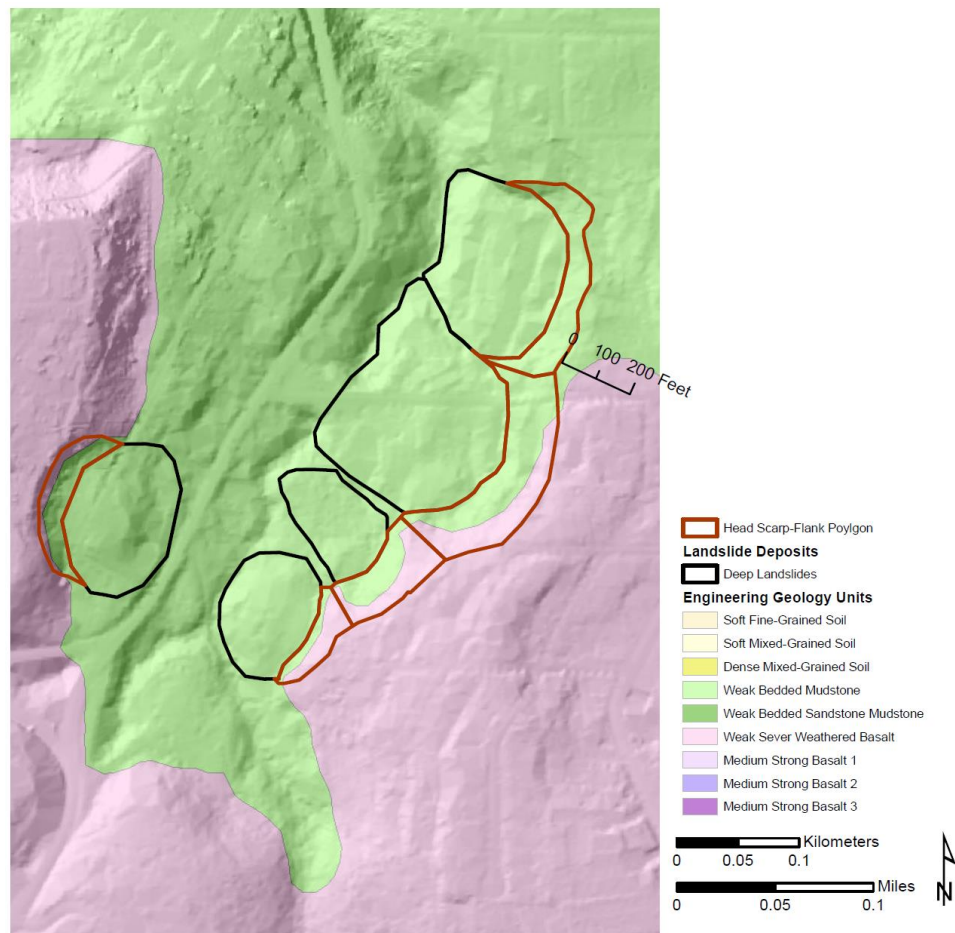 0 100 200 Feet
Head Scarp-Flank Poylgon
Landslide Deposits
Deep Landslides
Engineering Geology Units
Soft Fine-Grained Soil
Soft Mixed-Grained Soil
Dense Mixed-Grained Soil
Weak Bedded Mudstone
Weak Bedded Sandstone Mudstone
Weak Sever Weathered Basalt
Medium Strong Basalt 1
Medium Strong Basalt 2
Medium Strong Basalt 3
Kilometers
0 0.05 0.1
Miles
0 0.05 0.1
N